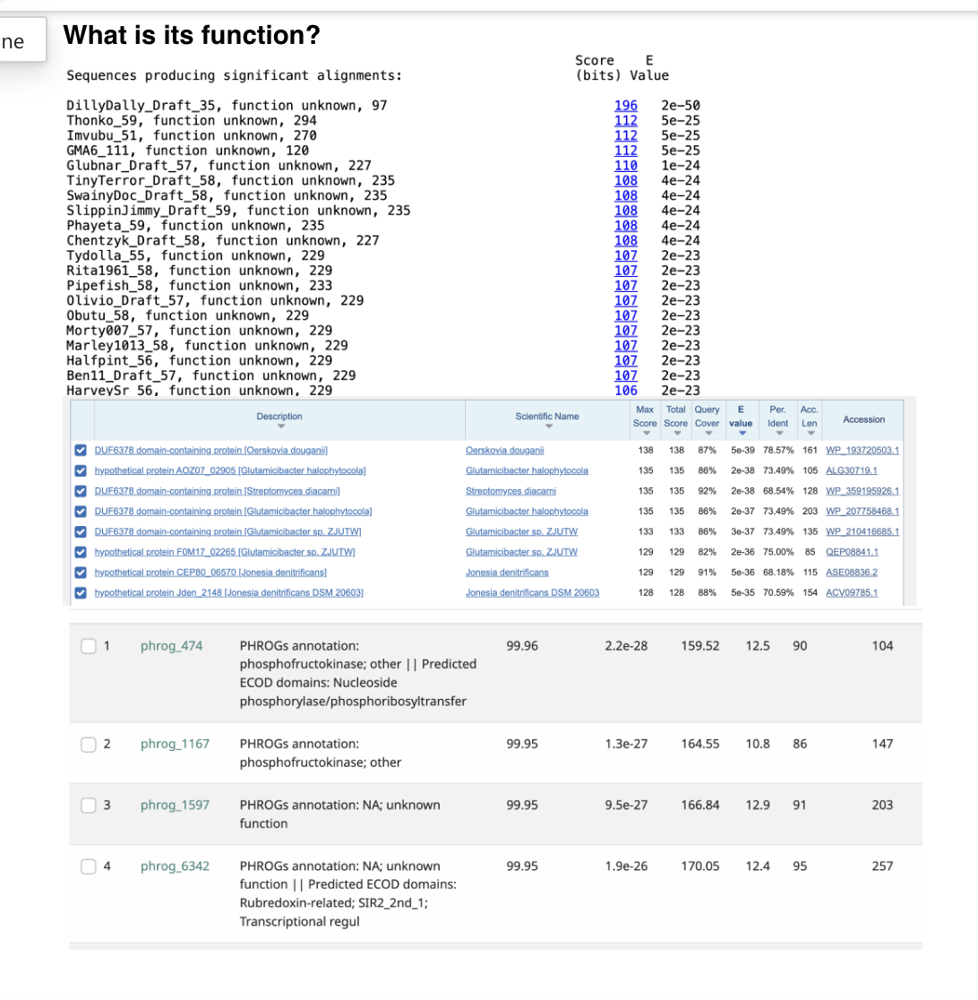 ne
What is its function?
Score E
Sequences producing significant alignments: (bits) Value
DillyDally_Draft_35, function unknown, 97 196 2e-50
Thonko_59, function unknown, 294 112 5e-25
Imvubu_51, function unknown, 270 112 5e-25
GMA6_111, function unknown, 120 112 5e-25
Glubnar_Draft_57, function unknown, 227 110 1e-24
TinyTerror_Draft_58, function unknown, 235 108 4e-24
SwainyDoc_Draft_58, function unknown, 235 108 4e-24
SlippinJimmy_Draft_59, function unknown, 235 108 4e-24
Phayeta_59, function unknown, 235 108 4e-24
Chentzyk_Draft_58, function unknown, 227 108 4e-24
Tydolla_55, function unknown, 229 107 2e-23
Rita1961_58, function unknown, 229 107 2e-23
Pipefish_58, function unknown, 233 107 2e-23
Olivio_Draft_57, function unknown, 229 107 2e-23
Obutu_58, function unknown, 229 107 2e-23
Morty007_57, function unknown, 229 107 2e-23
Marley1013_58, function unknown, 229 107 2e-23
Halfpint_56, function unknown, 229 107 2e-23
Ben11_Draft_57, function unknown, 229 107 2e-23
HarveySr_56, function unknown, 229 106 2e-23
Description Scientific Name Max Score Total Score Query Cover E value Per. Ident Acc. Len Accession
DUF6378 domain-containing protein [Oerskovia douganii] Oerskovia douganii 138 138 87% 5e-39 78.57% 161 WP_193720503.1
hypothetical protein AOZ07_02905 [Glutamicibacter halophytocola] Glutamicibacter halophytocola 135 135 86% 2e-38 73.49% 105 ALG30719.1
DUF6378 domain-containing protein [Streptomyces diacarni] Streptomyces diacarni 135 135 92% 2e-38 68.54% 128 WP_359195926.1
DUF6378 domain-containing protein [Glutamicibacter halophytocola] Glutamicibacter halophytocola 135 135 86% 2e-37 73.49% 203 WP_207758468.1
DUF6378 domain-containing protein [Glutamicibacter sp. ZJUTW] Glutamicibacter sp. ZJUTW 133 133 86% 3e-37 73.49% 135 WP_210416685.1
hypothetical protein F0M17_02265 [Glutamicibacter sp. ZJUTW] Glutamicibacter sp. ZJUTW 129 129 82% 2e-36 75.00% 85 QEP08841.1
hypothetical protein CEP80_06570 [Jonesia denitrificans] Jonesia denitrificans 129 129 91% 5e-36 68.18% 115 ASE08836.2
hypothetical protein Jden_2148 [Jonesia denitrificans DSM 20603] Jonesia denitrificans DSM 20603 128 128 88% 5e-35 70.59% 154 ACV09785.1
1 phrog_474 PHROGs annotation: 99.96 2.2e-28 159.52 12.5 90 104
phosphofructokinase; other || Predicted
ECOD domains: Nucleoside
phosphorylase/phosphoribosyltransfer
2 phrog_1167 PHROGs annotation: 99.95 1.3e-27 164.55 10.8 86 147
phosphofructokinase; other
3 phrog_1597 PHROGs annotation: NA; unknown 99.95 9.5e-27 166.84 12.9 91 203
function
4 phrog_6342 PHROGs annotation: NA; unknown 99.95 1.9e-26 170.05 12.4 95 257
function || Predicted ECOD domains:
Rubredoxin-related; SIR2_2nd_1;
Transcriptional regul